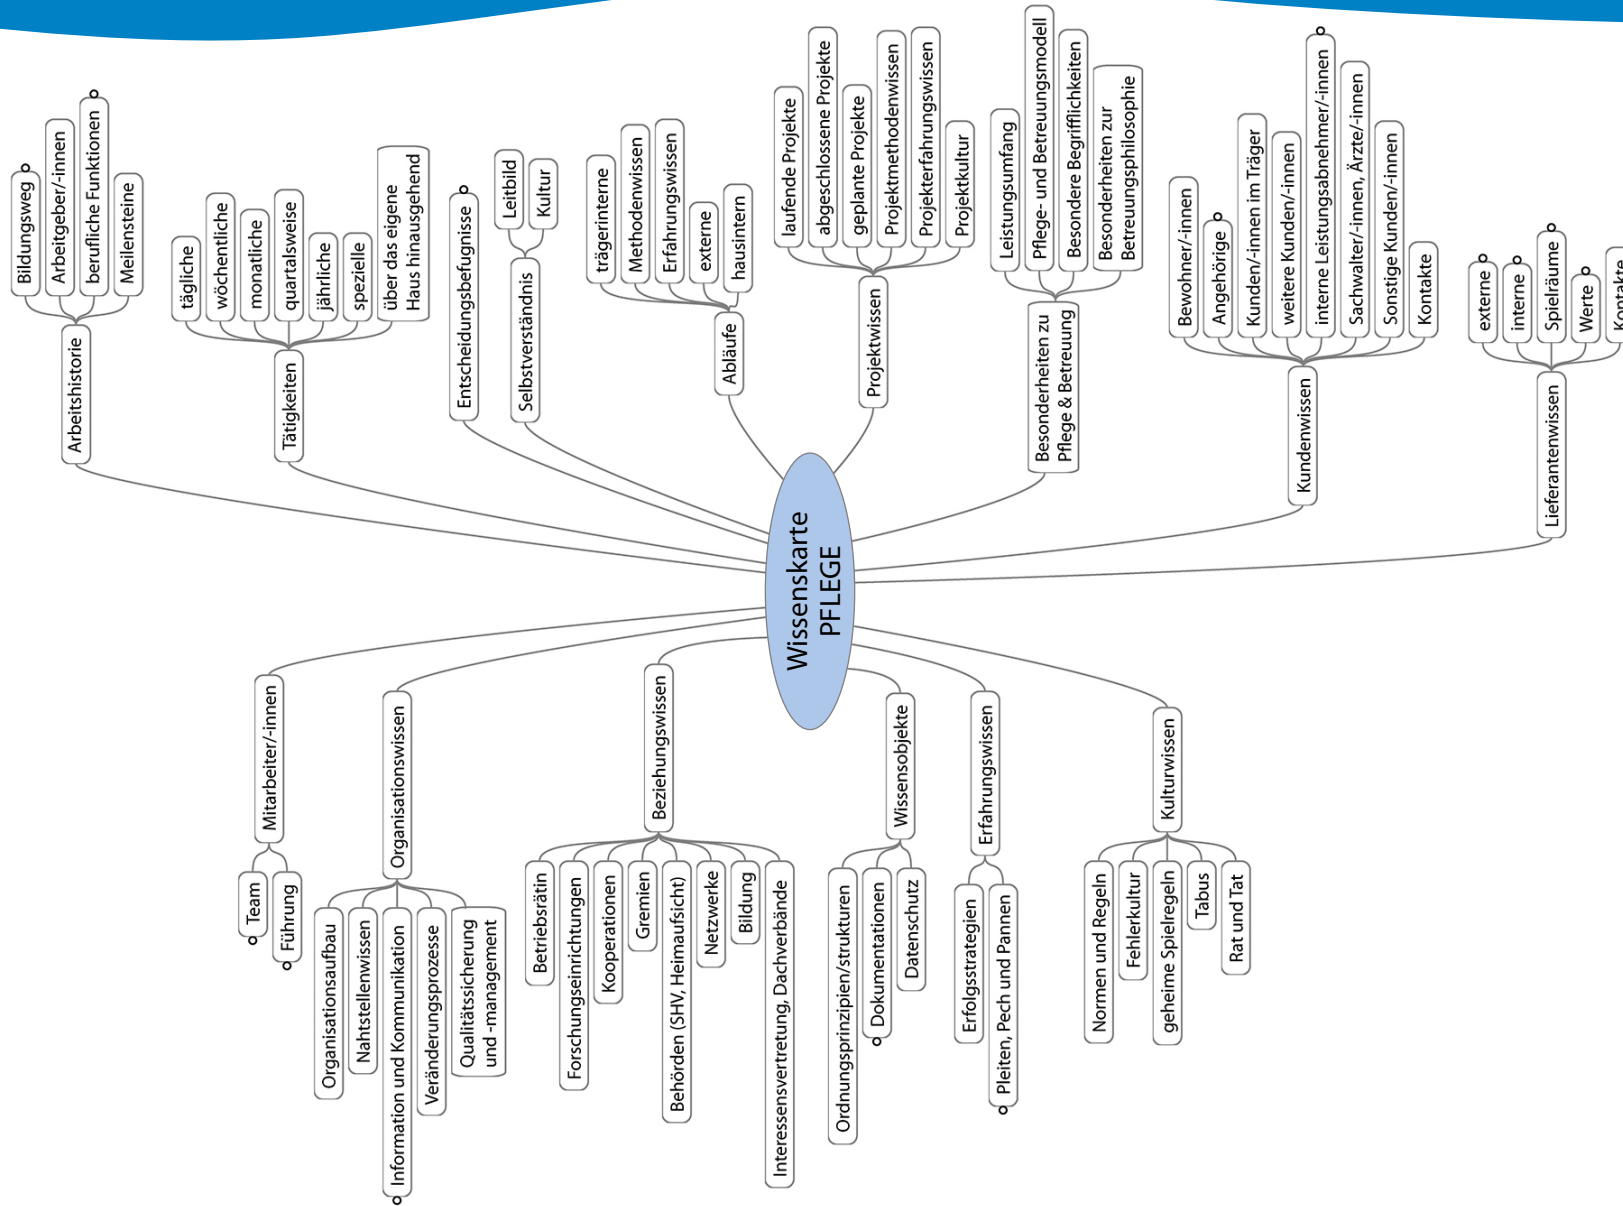 Wissenskarte
PFLEGE
Arbeitshistorie
Bildungsweg
Arbeitgeber/-innen
berufliche Funktionen
Meilensteine
Tätigkeiten
tägliche
wöchentliche
monatliche
quartalsweise
jährliche
spezielle
über das eigene
Haus hinausgehend
Entscheidungsbefugnisse
Selbstverständnis
Leitbild
Kultur
Abläufe
trägerinterne
Methodenwissen
Erfahrungswissen
externe
hausintern
Projektwissen
laufende Projekte
abgeschlossene Projekte
geplante Projekte
Projektmethodenwissen
Projekterfahrungswissen
Projektkultur
Besonderheiten zu
Pflege & Betreuung
Leistungsumfang
Pflege- und Betreuungsmodell
Besondere Begrifflichkeiten
Besonderheiten zur
Betreuungsphilosophie
Kundenwissen
Bewohner/-innen
Angehörige
Kunden/-innen im Träger
weitere Kunden/-innen
interne Leistungsabnehmer/-innen
Sachwalter/-innen, Ärzte/-innen
Sonstige Kunden/-innen
Kontakte
Lieferantenwissen
externe
interne
Spielräume
Werte
Kontakte
Mitarbeiter/-innen
Team
Führung
Organisationswissen
Organisationsaufbau
Nahtstellenwissen
Information und Kommunikation
Veränderungsprozesse
Qualitätssicherung
und -management
Beziehungswissen
Betriebsrätin
Forschungseinrichtungen
Kooperationen
Gremien
Behörden (SHV, Heimaufsicht)
Netzwerke
Bildung
Interessensvertretung, Dachverbände
Wissensobjekte
Ordnungsprinzipien/strukturen
Dokumentationen
Datenschutz
Erfahrungswissen
Erfolgsstrategien
Pleiten, Pech und Pannen
Kulturwissen
Normen und Regeln
Fehlerkultur
geheime Spielregeln
Tabus
Rat und Tat